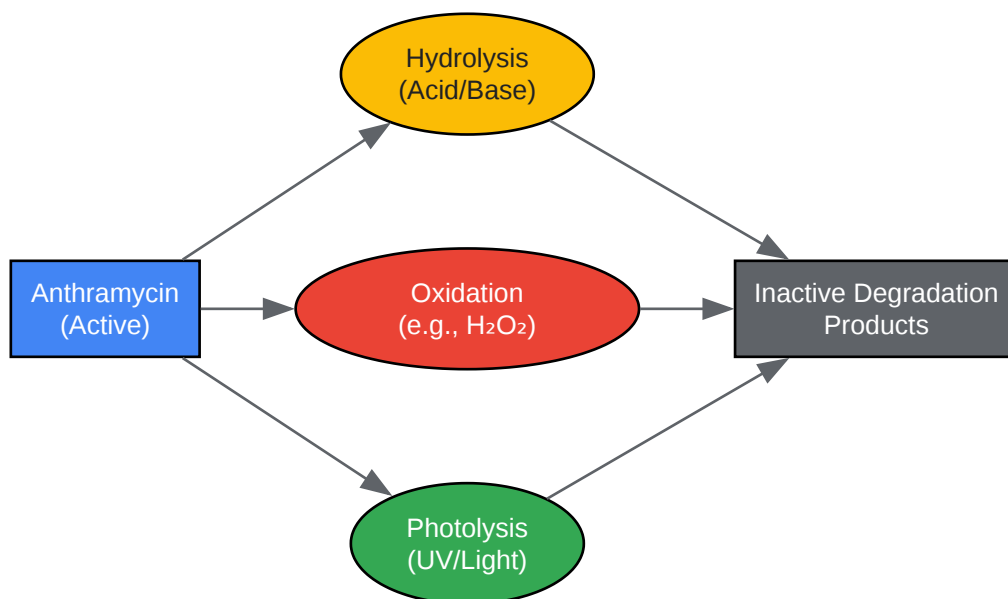 Hydrolysis
(Acid/Base)
Anthramycin
(Active)
Oxidation
(e.g., H₂O₂)
Inactive Degradation
Products
Photolysis
(UV/Light)